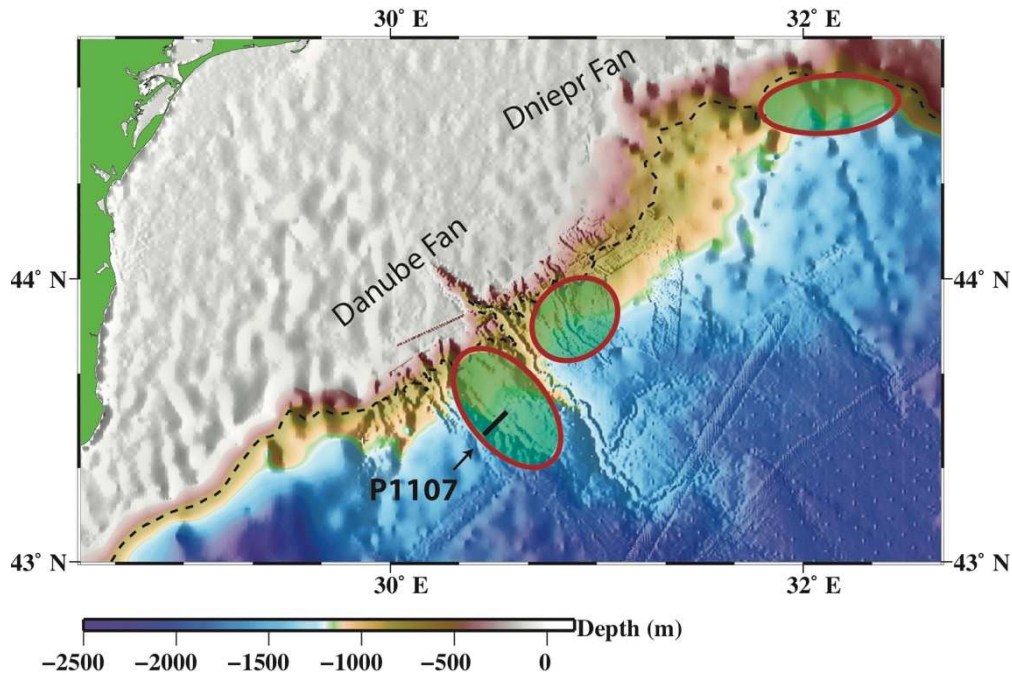 30° E 32° E
Dniepr Fan
Danube Fan
44° N 44° N
P1107
43° N 43° N
30° E 32° E
Depth (m)
−2500 −2000 −1500 −1000 −500 0